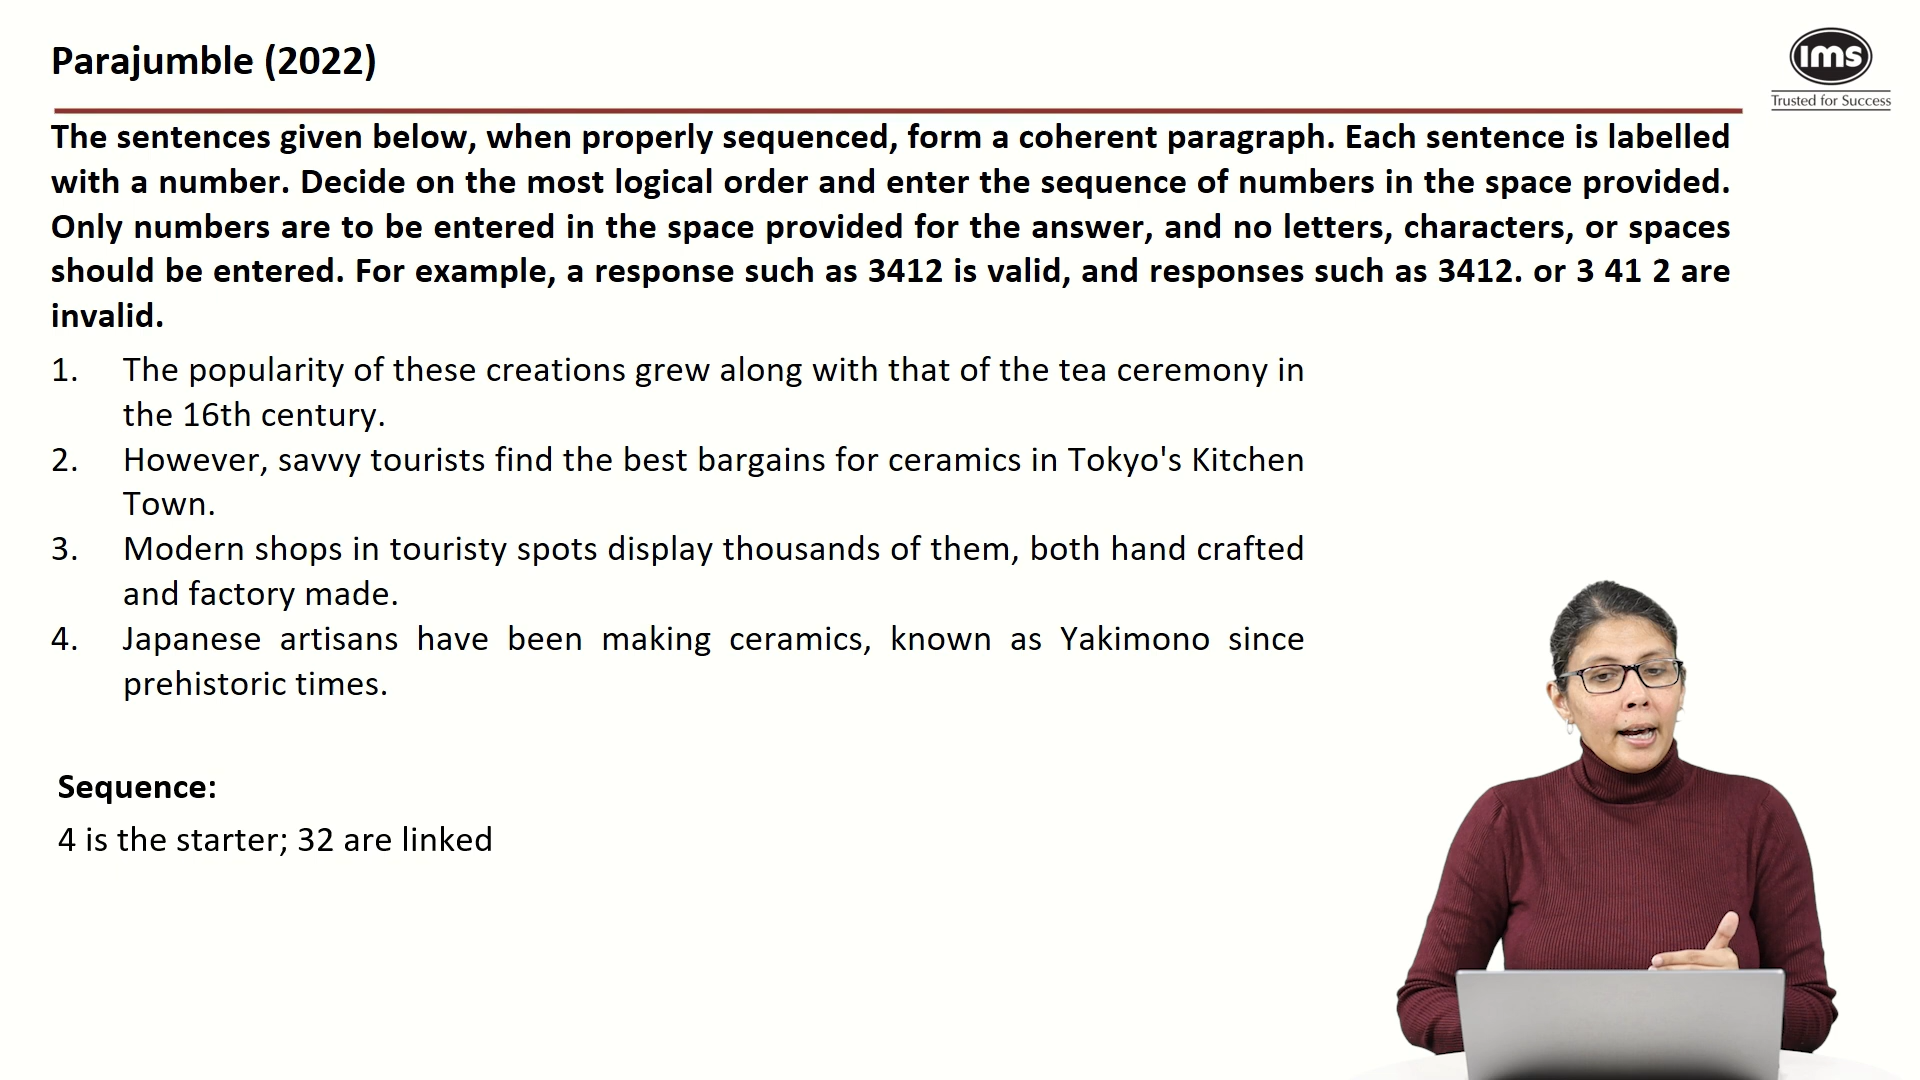 Parajumble (2022)
ims
Trusted for Success
The sentences given below, when properly sequenced, form a coherent paragraph. Each sentence is labelled
with a number. Decide on the most logical order and enter the sequence of numbers in the space provided.
Only numbers are to be entered in the space provided for the answer, and no letters, characters, or spaces
should be entered. For example, a response such as 3412 is valid, and responses such as 3412. or 3 41 2 are
invalid.
1. The popularity of these creations grew along with that of the tea ceremony in
the 16th century.
2. However, savvy tourists find the best bargains for ceramics in Tokyo's Kitchen
Town.
3. Modern shops in touristy spots display thousands of them, both hand crafted
and factory made.
4. Japanese artisans have been making ceramics, known as Yakimono since
prehistoric times.
Sequence:
4 is the starter; 32 are linked